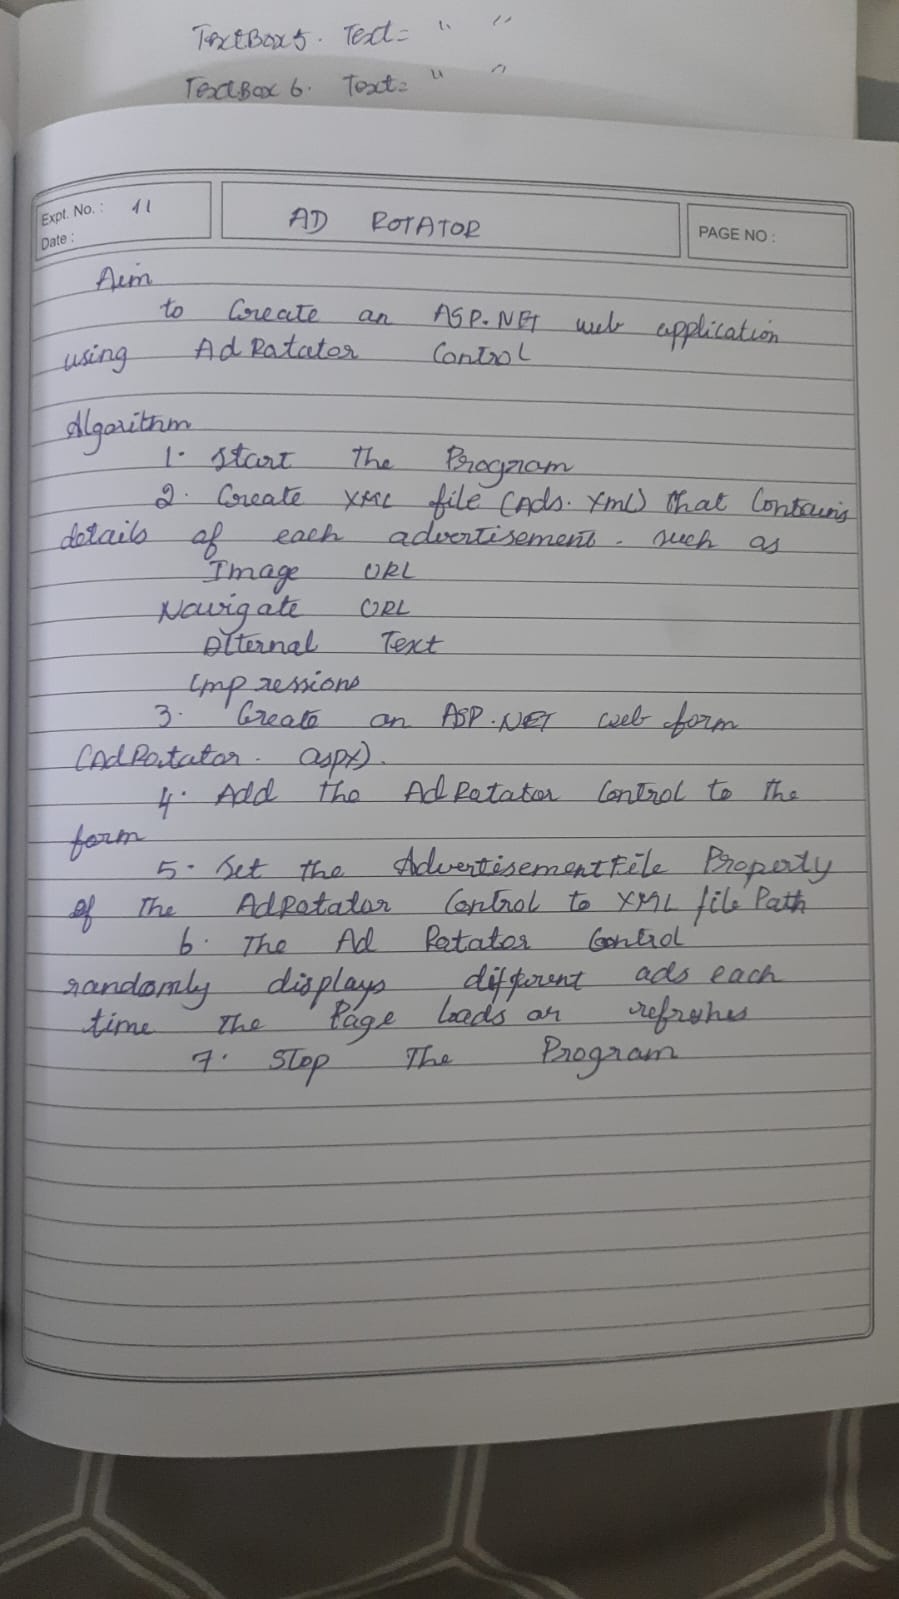 TextBox5. Text= " "
TextBox 6. Text= " "
Expt. No. : 11
Date :
AD ROTATOR
PAGE NO :
Aim
to Create an ASP.NET web application
using Ad Rotator Control
Algorithm
1. Start the Program
2. Create XML file (Ads. Xml) that Contains
details of each advertisement. such as
Image URL
Navigate URL
Alternal Text
Impressions
3. Create an ASP.NET web form
(AdRotator. aspx).
4. Add the AdRotator Control to the
form
5. Set the AdvertisementFile Property
of The AdRotator Control to XML file Path
6. The Ad Rotator Control
randomly displays different ads each
time The Page loads or refreshes
7. Stop The Program